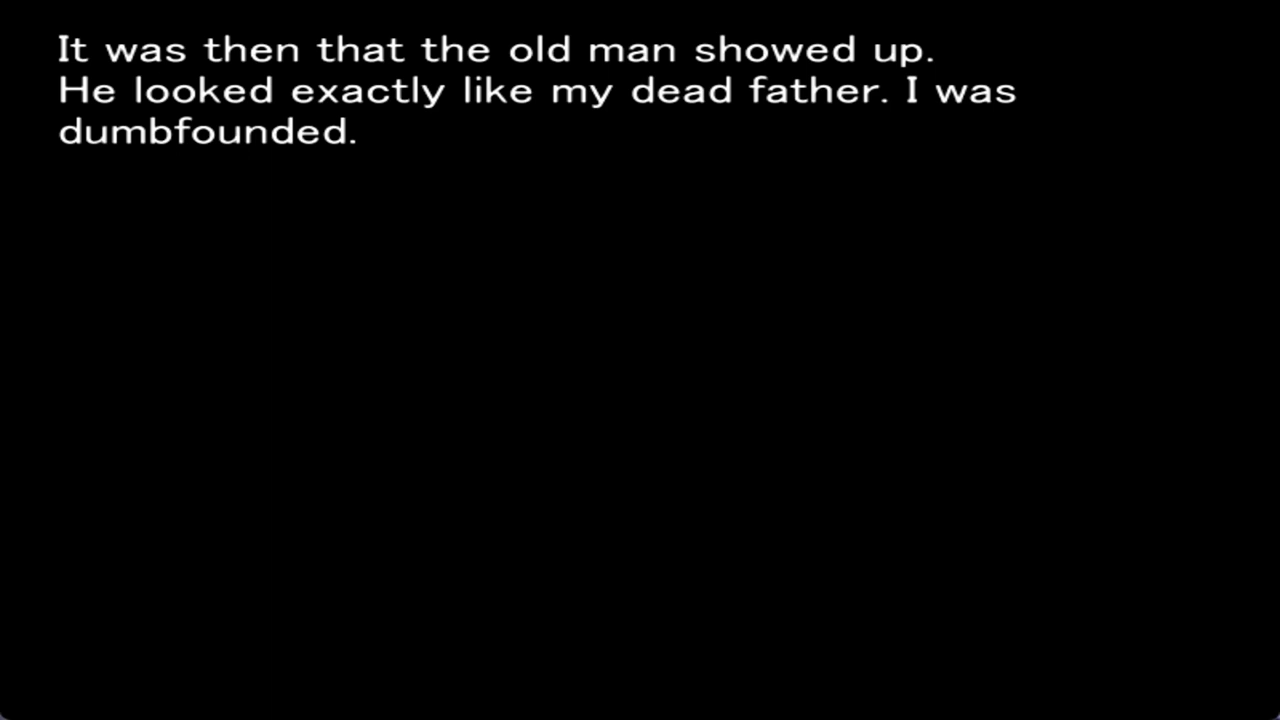 It was then that the old man showed up.
He looked exactly like my dead father. I was
dumbfounded.